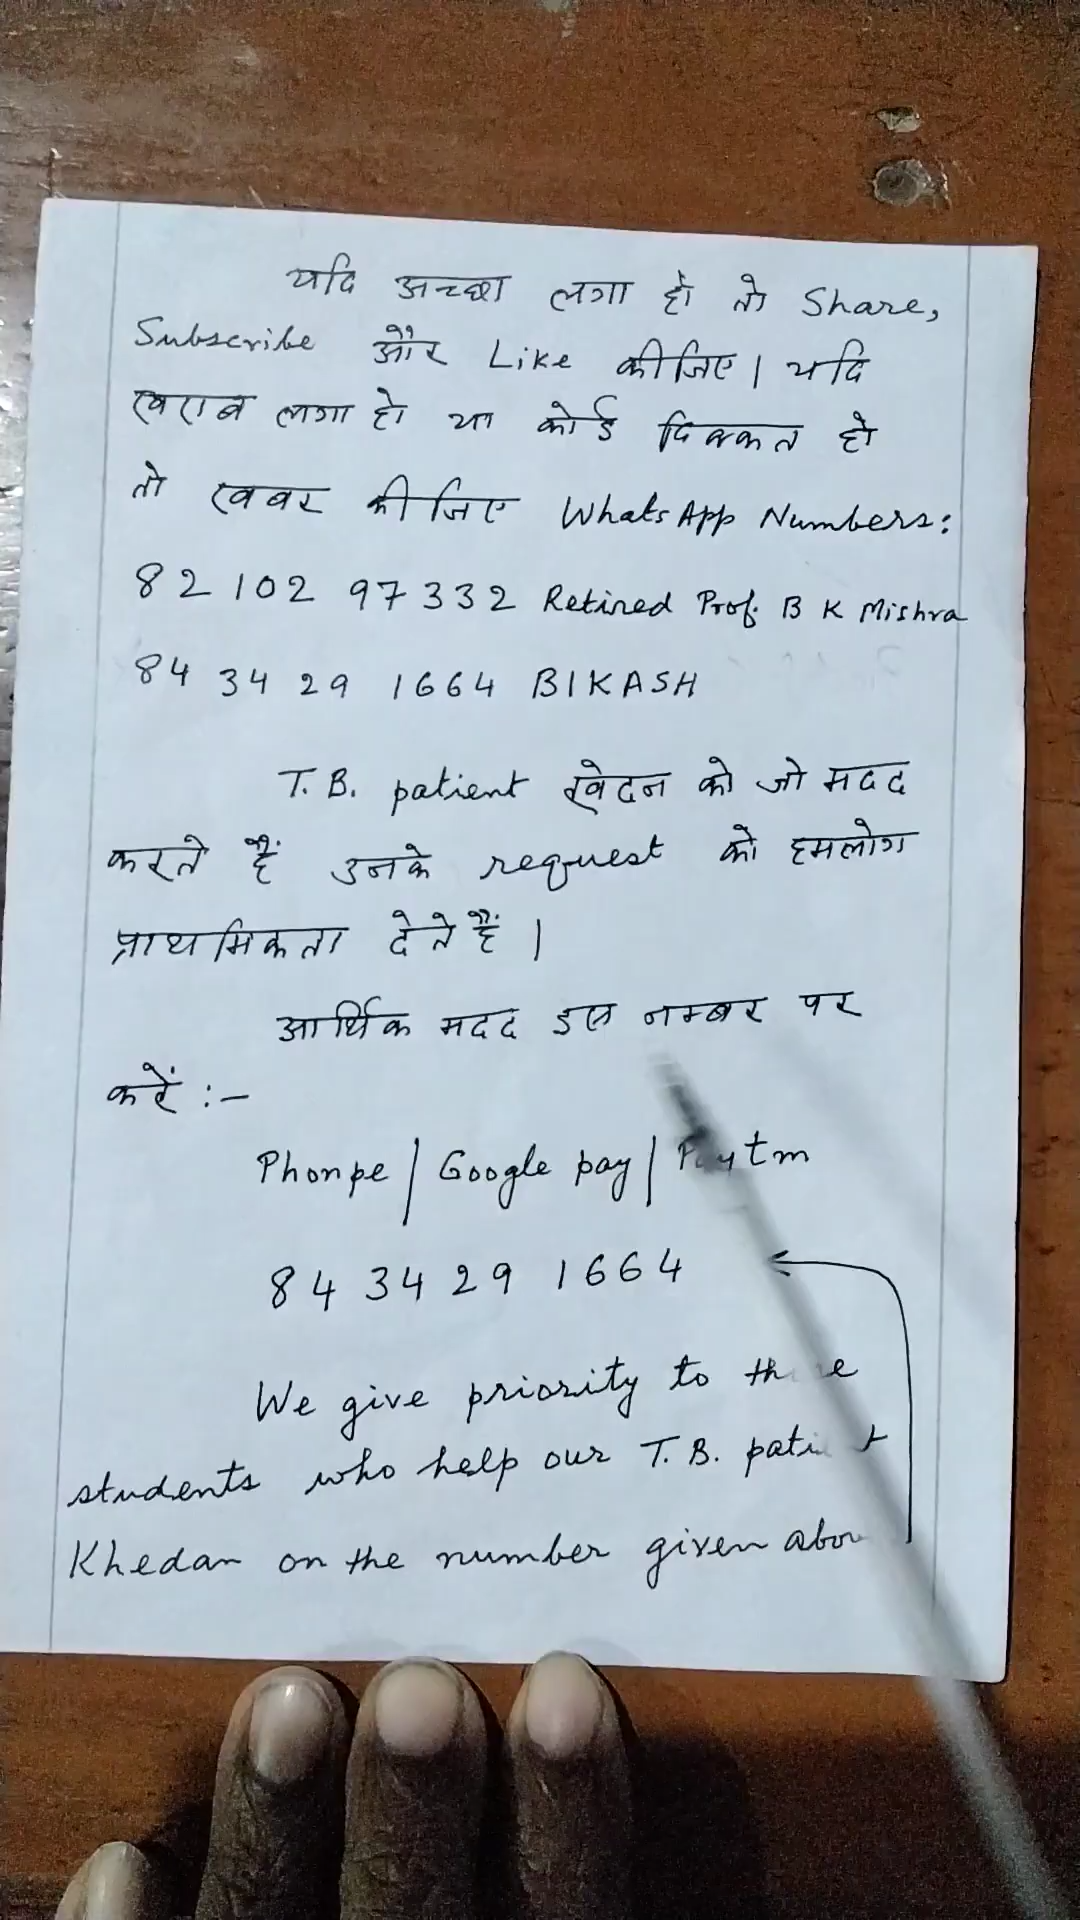 यदि अच्छा लगा हो तो Share,
Subscribe और Like कीजिए। यदि
खराब लगा हो या कोई दिक्कत हो
तो खबर कीजिए WhatsApp Numbers:
82 102 97332 Retired Prof. B K Mishra
84 34 29 1664 BIKASH
T. B. patient खेदन को जो मदद
करते हैं उनके request को हमलोग
प्राथमिकता देते हैं।
आर्थिक मदद इस नम्बर पर
करें :-
Phonpe / Google pay / Paytm
84 34 29 1664
We give priority to
students who help our T. B.
Khedan on the number given